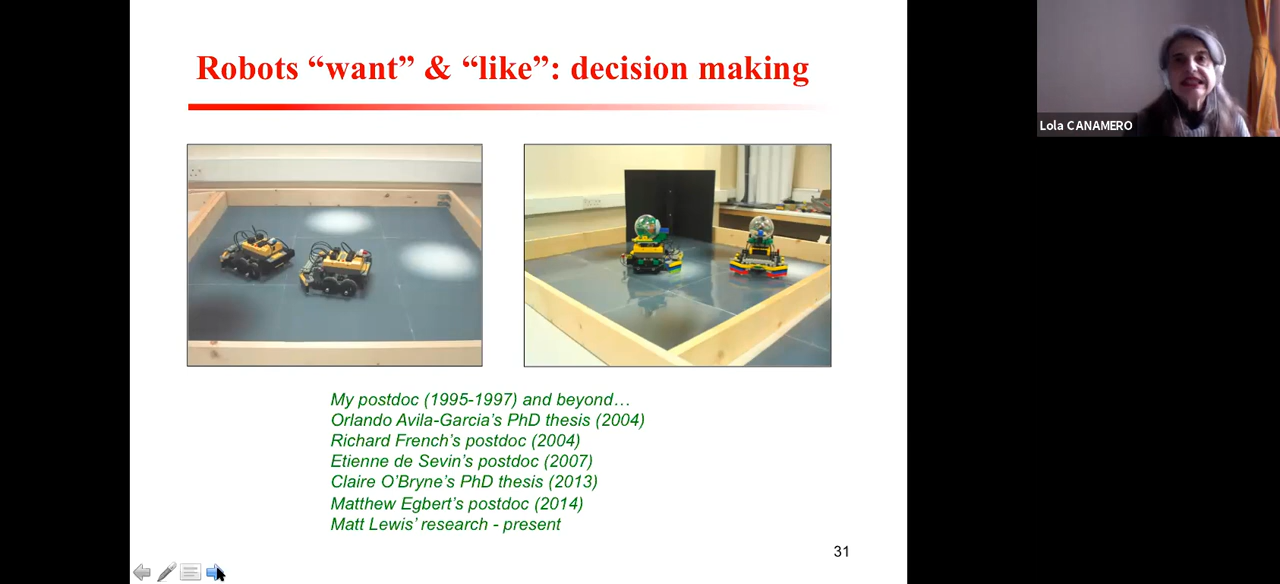 Robots “want” & “like”: decision making
Lola CANAMERO
My postdoc (1995-1997) and beyond…
Orlando Avila-Garcia’s PhD thesis (2004)
Richard French’s postdoc (2004)
Etienne de Sevin’s postdoc (2007)
Claire O’Bryne’s PhD thesis (2013)
Matthew Egbert’s postdoc (2014)
Matt Lewis’ research - present
31